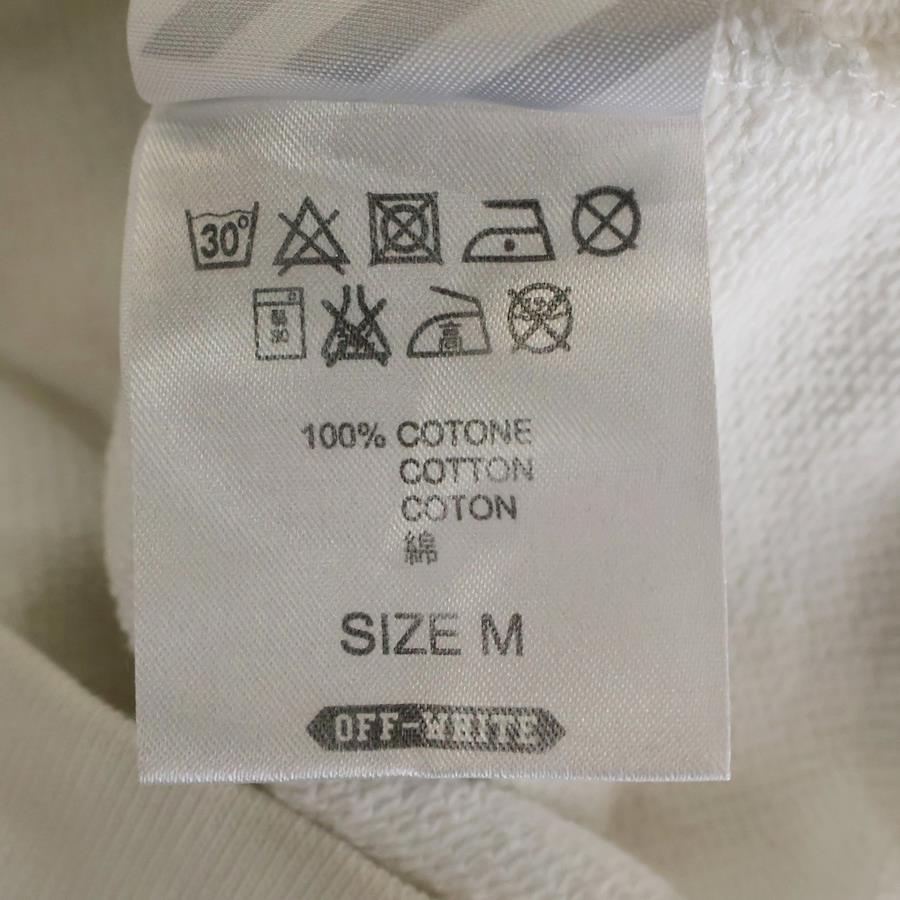 30°
高
100% COTONE
COTTON
COTON
綿
SIZE M
OFF-WHITE